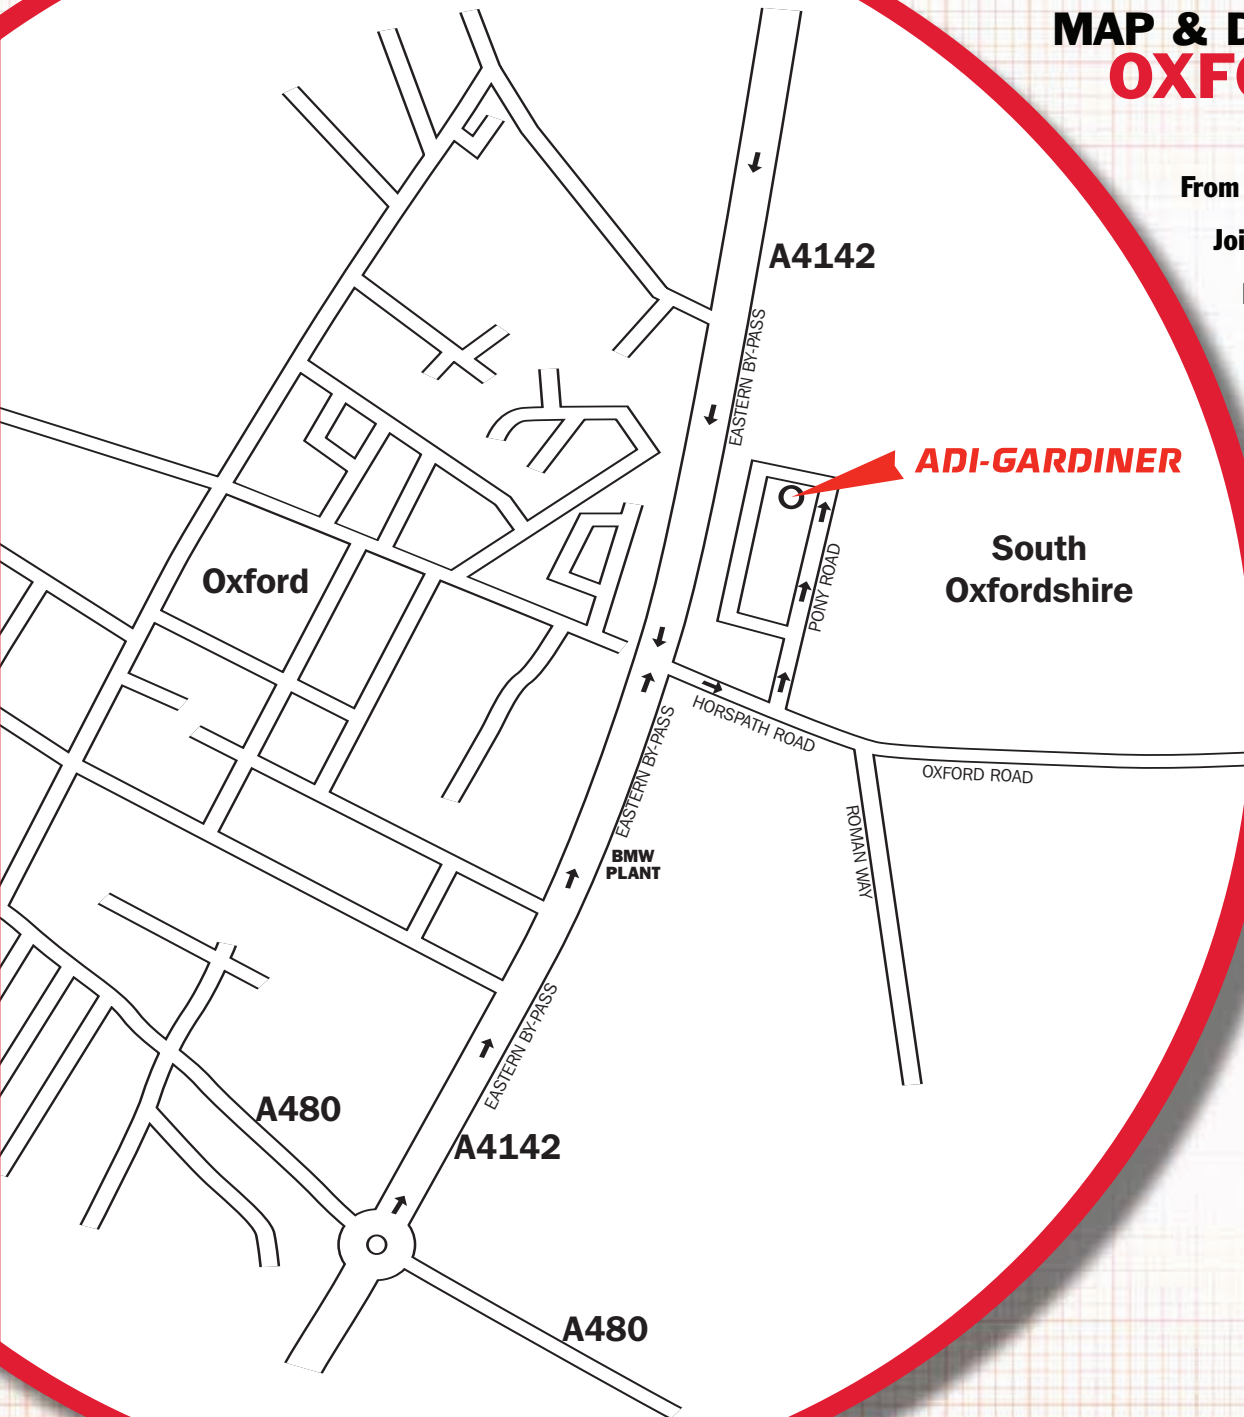 MAP & D
OXFO
From
Joi
A4142
EASTERN BY-PASS
ADI-GARDINER
South
Oxfordshire
Oxford
PONY ROAD
HORSPATH ROAD
OXFORD ROAD
EASTERN BY-PASS
ROMAN WAY
BMW
PLANT
EASTERN BY-PASS
A480
A4142
A480